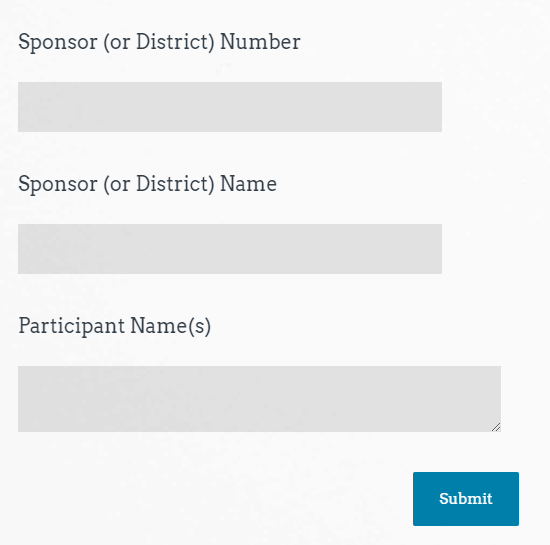 Sponsor (or District) Number
Sponsor (or District) Name
Participant Name(s)
Submit